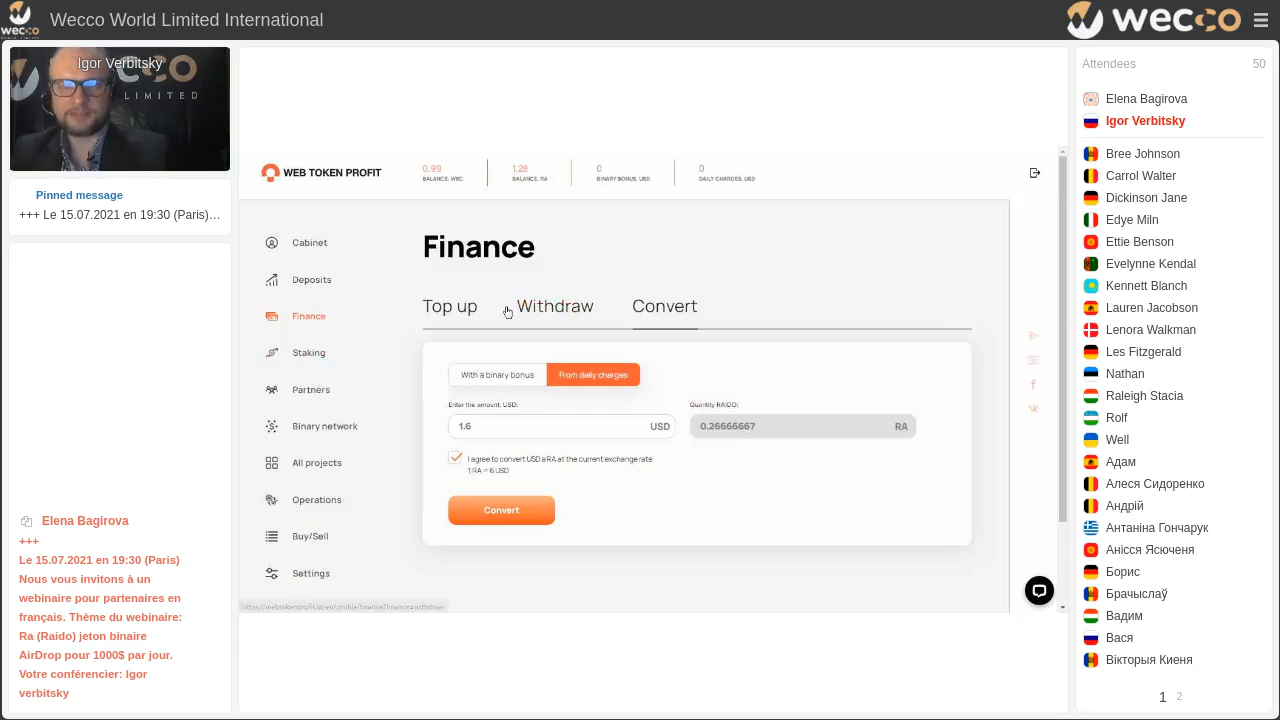 Wecco World Limited International
wecco
wecco
Igor Verbitsky
LIMITED
Pinned message
+++ Le 15.07.2021 en 19:30 (Paris)…
Elena Bagirova
+++
Le 15.07.2021 en 19:30 (Paris)
Nous vous invitons à un
webinaire pour partenaires en
français. Thème du webinaire:
Ra (Raido) jeton binaire
AirDrop pour 1000$ par jour.
Votre conférencier: Igor
verbitsky
WEB TOKEN PROFIT
0.99
BALANCE, WEC
1.28
BALANCE, RA
0
BINARY BONUS, USD
0
DAILY CHARGES, USD
Cabinet
Deposits
Finance
Staking
Partners
Binary network
All projects
Operations
Buy/Sell
Settings
Finance
Top up Withdraw Convert
With a binary bonus From daily charges
Enter the amount, USD:
1.6 USD
Quantity RAIDO:
0.26666667 RA
I agree to convert USD в RA at the current exchange rate
1 RA = 6 USD
Convert
https://webtokenprofit.io/en/profile/finance?finance=withdraw
Attendees 50
Elena Bagirova
Igor Verbitsky
Bree Johnson
Carrol Walter
Dickinson Jane
Edye Miln
Ettie Benson
Evelynne Kendal
Kennett Blanch
Lauren Jacobson
Lenora Walkman
Les Fitzgerald
Nathan
Raleigh Stacia
Rolf
Well
Адам
Алеся Сидоренко
Андрій
Антаніна Гончарук
Анісся Ясюченя
Борис
Брачыслаў
Вадим
Вася
Вікторыя Киеня
1 2